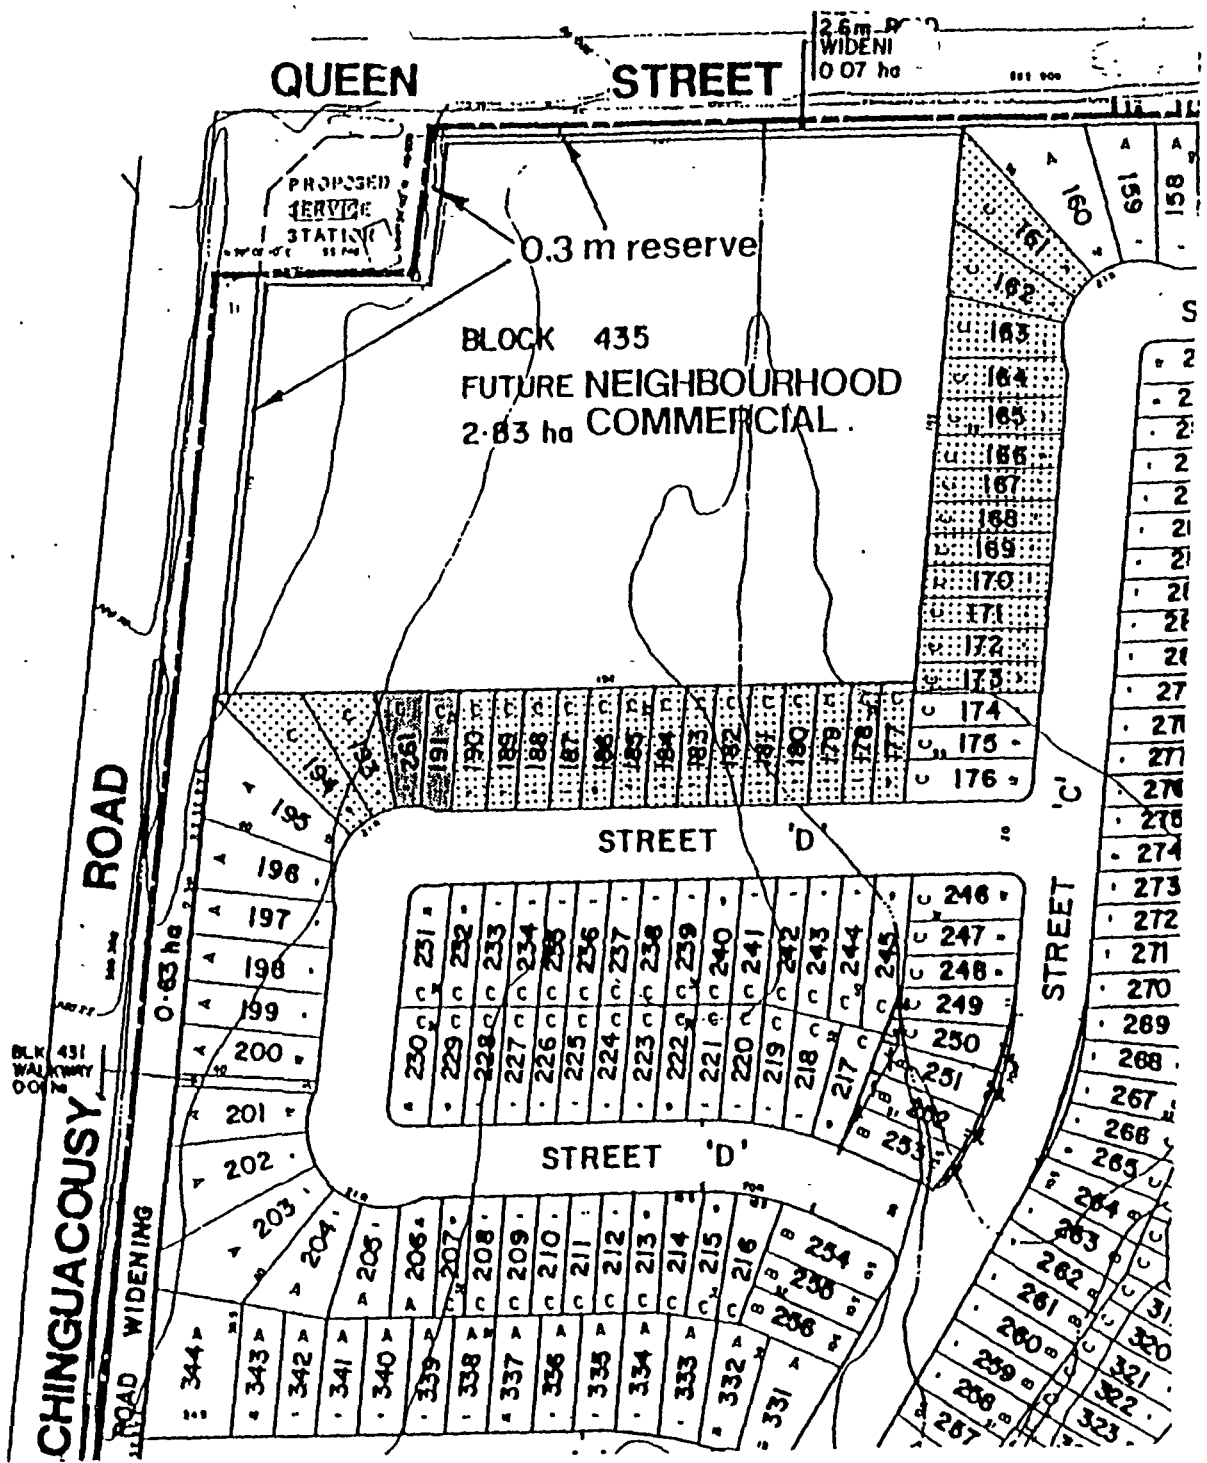 QUEEN STREET
2.6m
WIDENI
0.07 ha
PROPOSED
SERVICE
STATION
0.3 m reserve
BLOCK 435
FUTURE NEIGHBOURHOOD
2.83 ha COMMERCIAL
A 160
A 159
A 158
C 161
C 162
C 163
C 164
C 165
C 166
C 167
C 168
C 169
170
C 171
C 172
C 173
C 174
C 175
C 176
C 194
C 193
C 261
C 191
C 190
C 189
C 188
C 187
C 186
C 185
C 184
C 183
C 182
C 181
C 180
C 179
C 178
C 177
A 195
A 196
A 197
A 198
A 199
A 200
A 201
A 202
A 203
204 A
205 A
206 A
STREET 'D'
STREET 'C'
231 C
232 C
233 C
234 C
235 C
236 C
237 C
238 C
239 C
240 C
241 C
242 C
243 C
244 C
245 C
C 246
C 247
C 248
C 249
250
B 251
B 252
B 253
C 230
C 229
C 228
C 227
C 226
C 225
C 224
C 223
C 222
C 221
C 220
C 219
C 218
C 217
STREET 'D'
207 C
208 C
209 C
210 C
211 C
212 C
213 C
214 C
215 C
216 C
B 254
B 255
B 256
344 A
343 A
342 A
341 A
340 A
339 A
338 A
337 A
336 A
335 A
334 A
333 A
332 A
331 A
277
276
275
274
273
272
271
270
269
268
267
266
265
264 B
263 B
262 B
261 B
260 B
259 B
258 B
257
320
321
322
323
CHINGUACOUSY ROAD
ROAD WIDENING 0.63 ha
BLK 431
WALKWAY